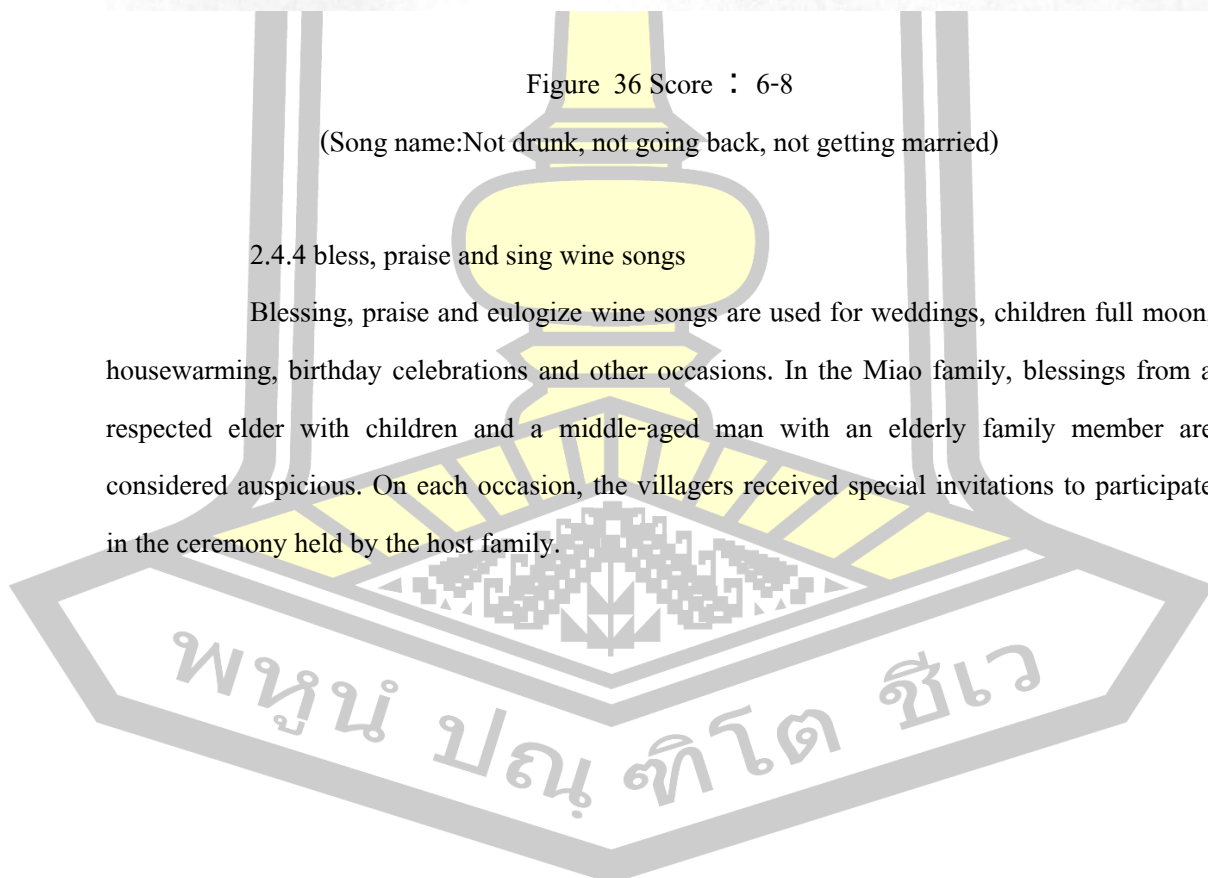 Figure 36 Score ： 6-8
(Song name:Not drunk, not going back, not getting married)
2.4.4 bless, praise and sing wine songs
Blessing, praise and eulogize wine songs are used for weddings, children full moon,
housewarming, birthday celebrations and other occasions. In the Miao family, blessings from a
respected elder with children and a middle-aged man with an elderly family member are
considered auspicious. On each occasion, the villagers received special invitations to participate
in the ceremony held by the host family.
พหูนํ ปณฺฑิโต ชีเว